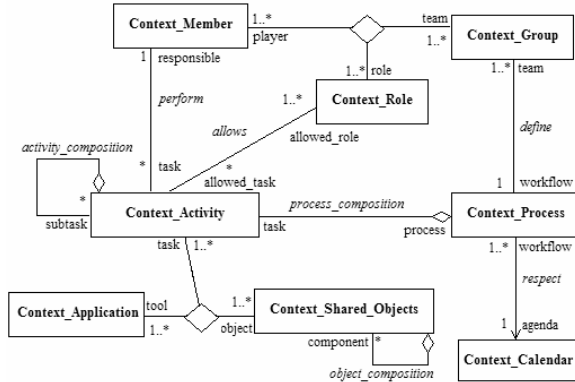 Context_Member
1..*
player
team
1..*
Context_Group
1
responsible
1..*
role
1..*
team
perform
1..*
Context_Role
allows
allowed_role
define
activity_composition
*
task
*
allowed_task
1
workflow
*
subtask
Context_Activity
process_composition
task
process
Context_Process
task
1..*
1..*
workflow
respect
Context_Application
tool
1..*
1..*
object
Context_Shared_Objects
component
*
object_composition
1
agenda
Context_Calendar